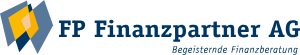 FP Finanzpartner AG
Begeisternde Finanzberatung